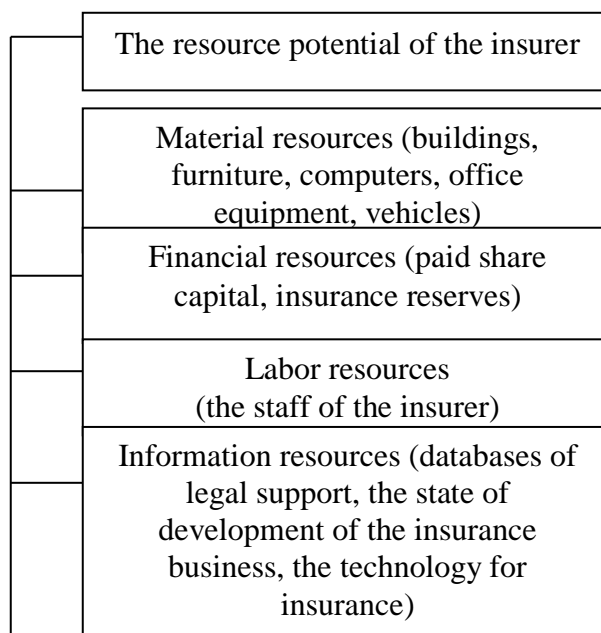 The resource potential of the insurer
Material resources (buildings,
furniture, computers, office
equipment, vehicles)
Financial resources (paid share
capital, insurance reserves)
Labor resources
(the staff of the insurer)
Information resources (databases of
legal support, the state of
development of the insurance
business, the technology for
insurance)